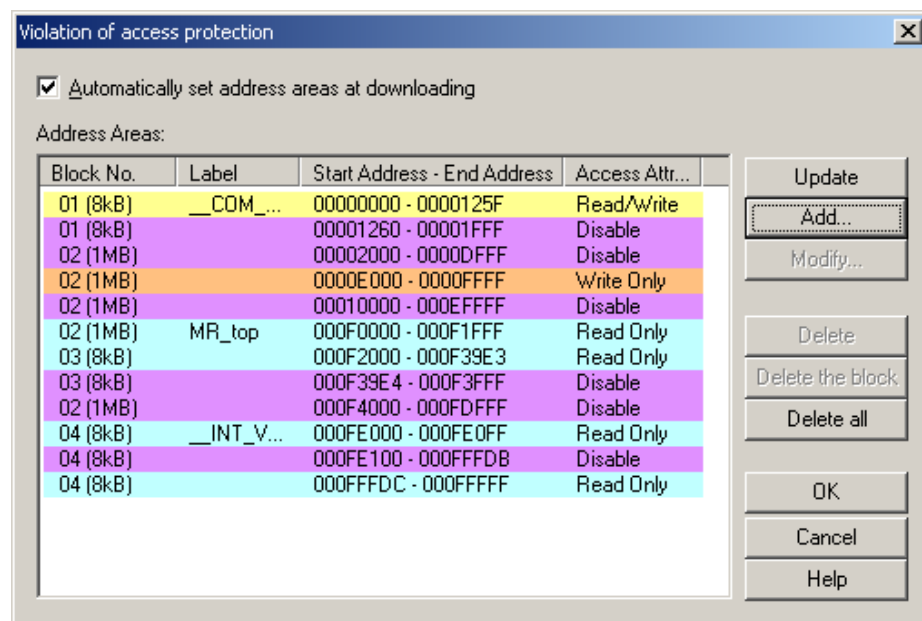 Violation of access protection
Automatically set address areas at downloading
Address Areas:
Block No. Label Start Address - End Address Access Attr...
01 (8kB) __COM_... 00000000 - 0000125F Read/Write
01 (8kB) 00001260 - 00001FFF Disable
02 (1MB) 00002000 - 0000DFFF Disable
02 (1MB) 0000E000 - 0000FFFF Write Only
02 (1MB) 00010000 - 000EFFFF Disable
02 (1MB) MR_top 000F0000 - 000F1FFF Read Only
03 (8kB) 000F2000 - 000F39E3 Read Only
03 (8kB) 000F39E4 - 000F3FFF Disable
02 (1MB) 000F4000 - 000FDFFF Disable
04 (8kB) __INT_V... 000FE000 - 000FE0FF Read Only
04 (8kB) 000FE100 - 000FFFDB Disable
04 (8kB) 000FFFDC - 000FFFFF Read Only
Update
Add...
Modify...
Delete
Delete the block
Delete all
OK
Cancel
Help